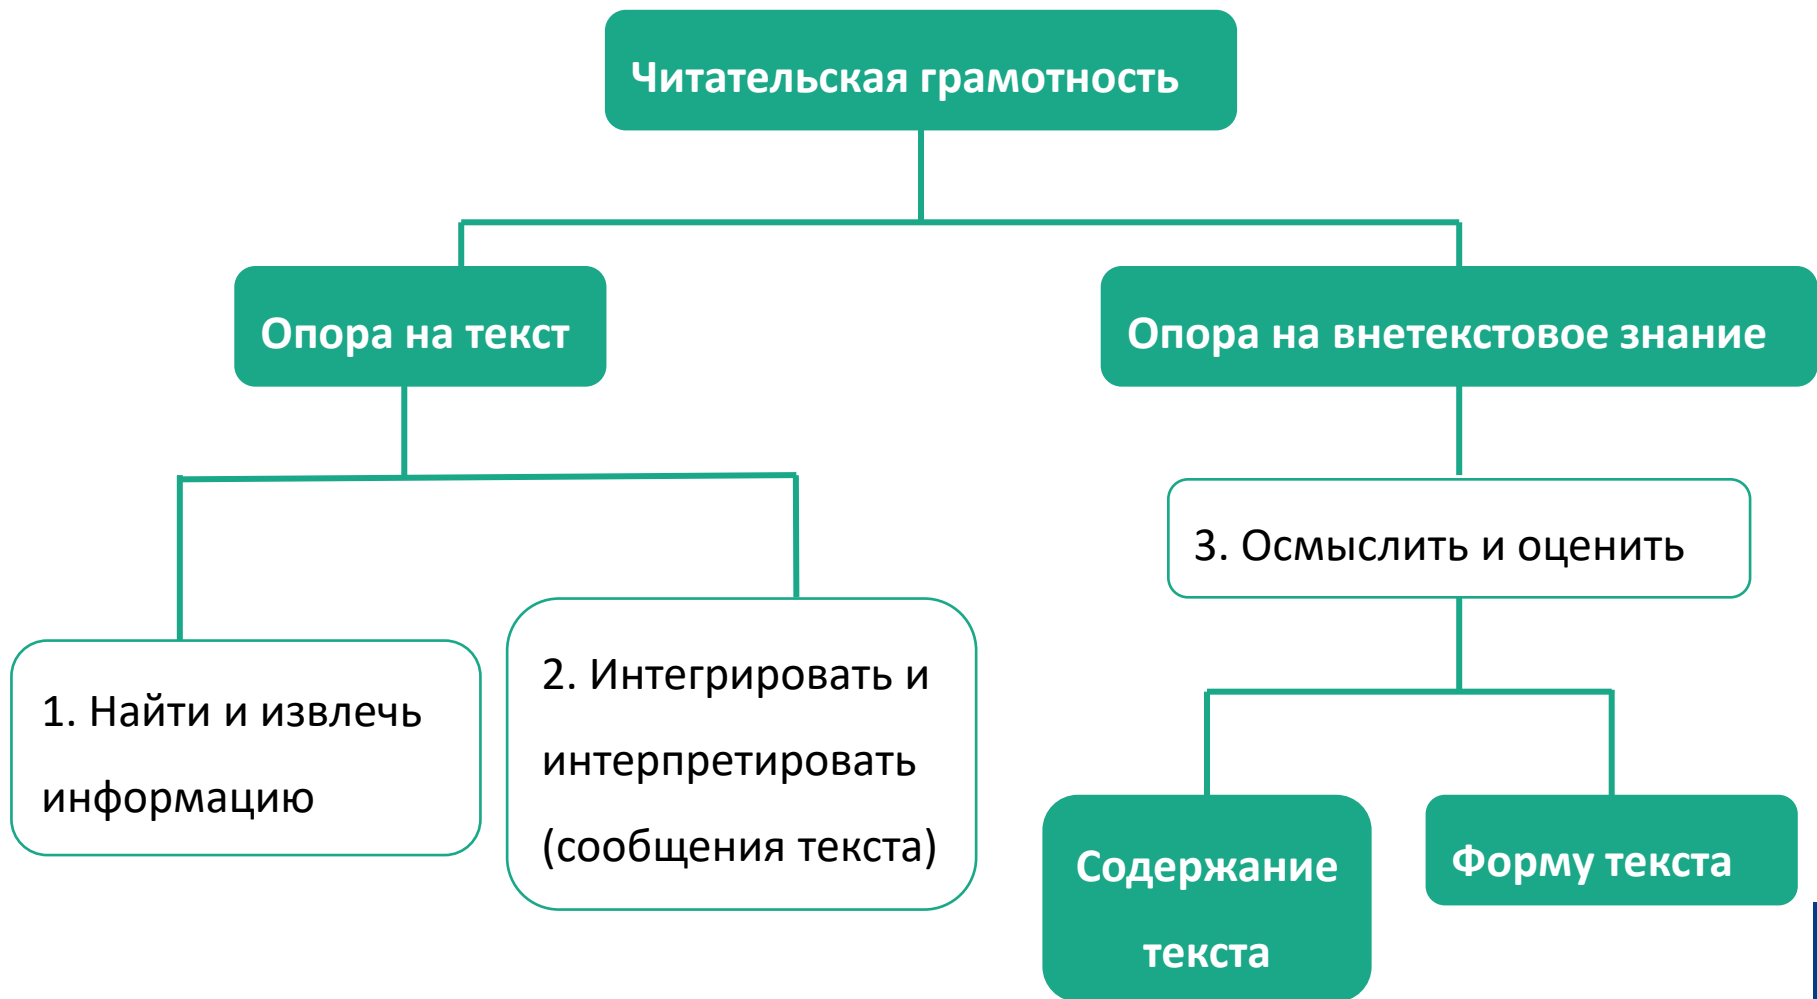 Читательская грамотность
Опора на текст
Опора на внетекстовое знание
1. Найти и извлечь
информацию
2. Интегрировать и
интерпретировать
(сообщения текста)
3. Осмыслить и оценить
Содержание
текста
Форму текста